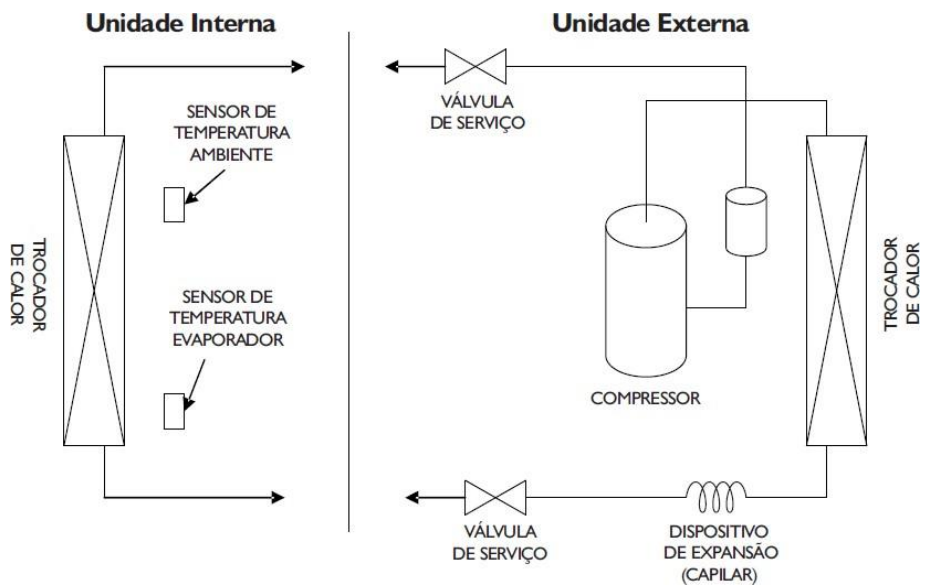 Unidade Interna
SENSOR DE
TEMPERATURA
AMBIENTE
TROCADOR
DE CALOR
SENSOR DE
TEMPERATURA
EVAPORADOR
Unidade Externa
VÁLVULA
DE SERVIÇO
COMPRESSOR
TROCADOR
DE CALOR
VÁLVULA
DE SERVIÇO
DISPOSITIVO
DE EXPANSÃO
(CAPILAR)